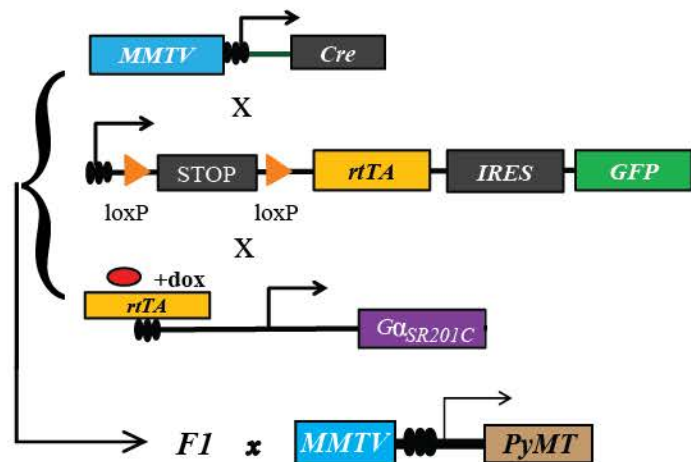 MMTV Cre
X
STOP rtTA IRES GFP
loxP loxP
X
+dox
rtTA
GαSR201C
F1 x MMTV PyMT